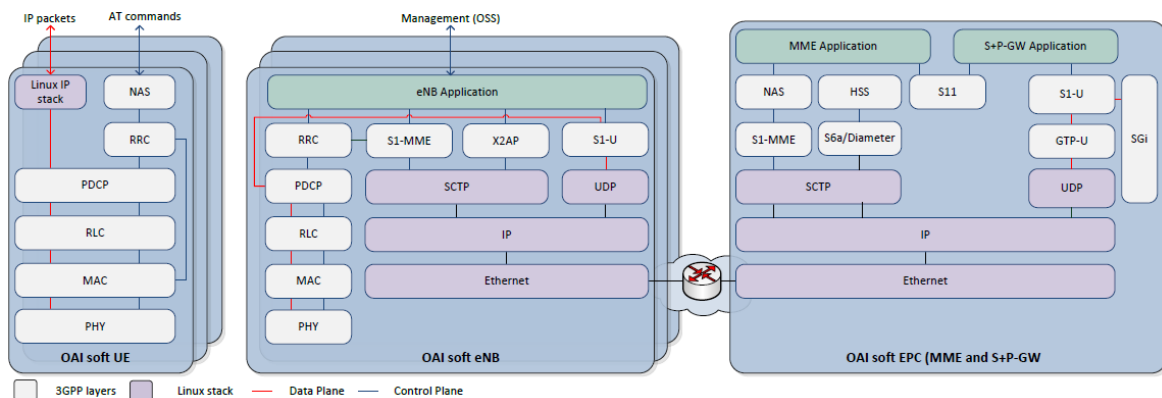 IP packets
AT commands
Linux IP
stack
NAS
RRC
PDCP
RLC
MAC
PHY
OAI soft UE
Management (OSS)
eNB Application
RRC
S1-MME
X2AP
S1-U
PDCP
SCTP
UDP
RLC
IP
MAC
Ethernet
PHY
OAI soft eNB
MME Application
S+P-GW Application
NAS
HSS
S11
S1-U
S1-MME
S6a/Diameter
GTP-U
SGi
SCTP
UDP
IP
Ethernet
OAI soft EPC (MME and S+P-GW
3GPP layers
Linux stack
Data Plane
Control Plane